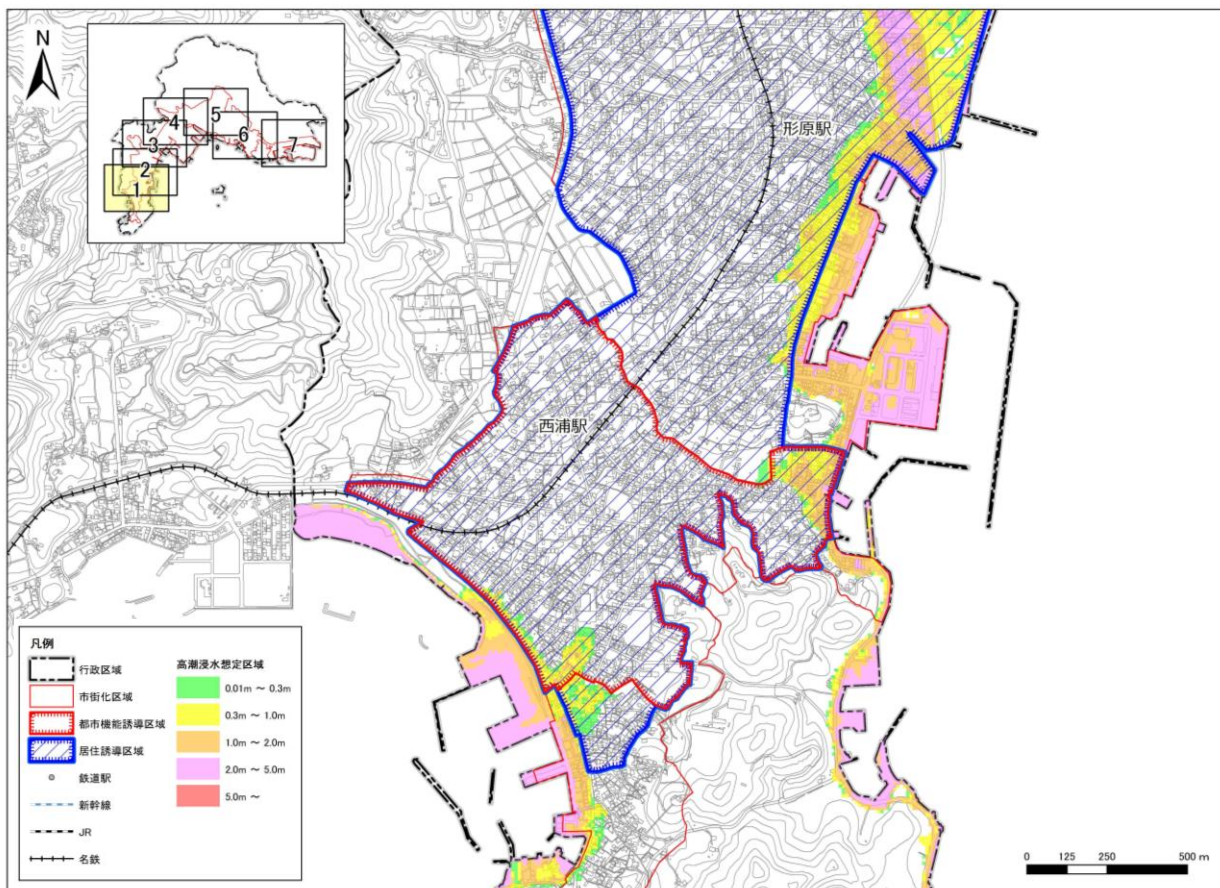 N
5
4
6
7
3
2
1
形原駅
西浦駅
凡例
行政区域
市街化区域
都市機能誘導区域
居住誘導区域
鉄道駅
新幹線
JR
名鉄
高潮浸水想定区域
0.01m ～ 0.3m
0.3m ～ 1.0m
1.0m ～ 2.0m
2.0m ～ 5.0m
5.0m ～
0 125 250 500 m